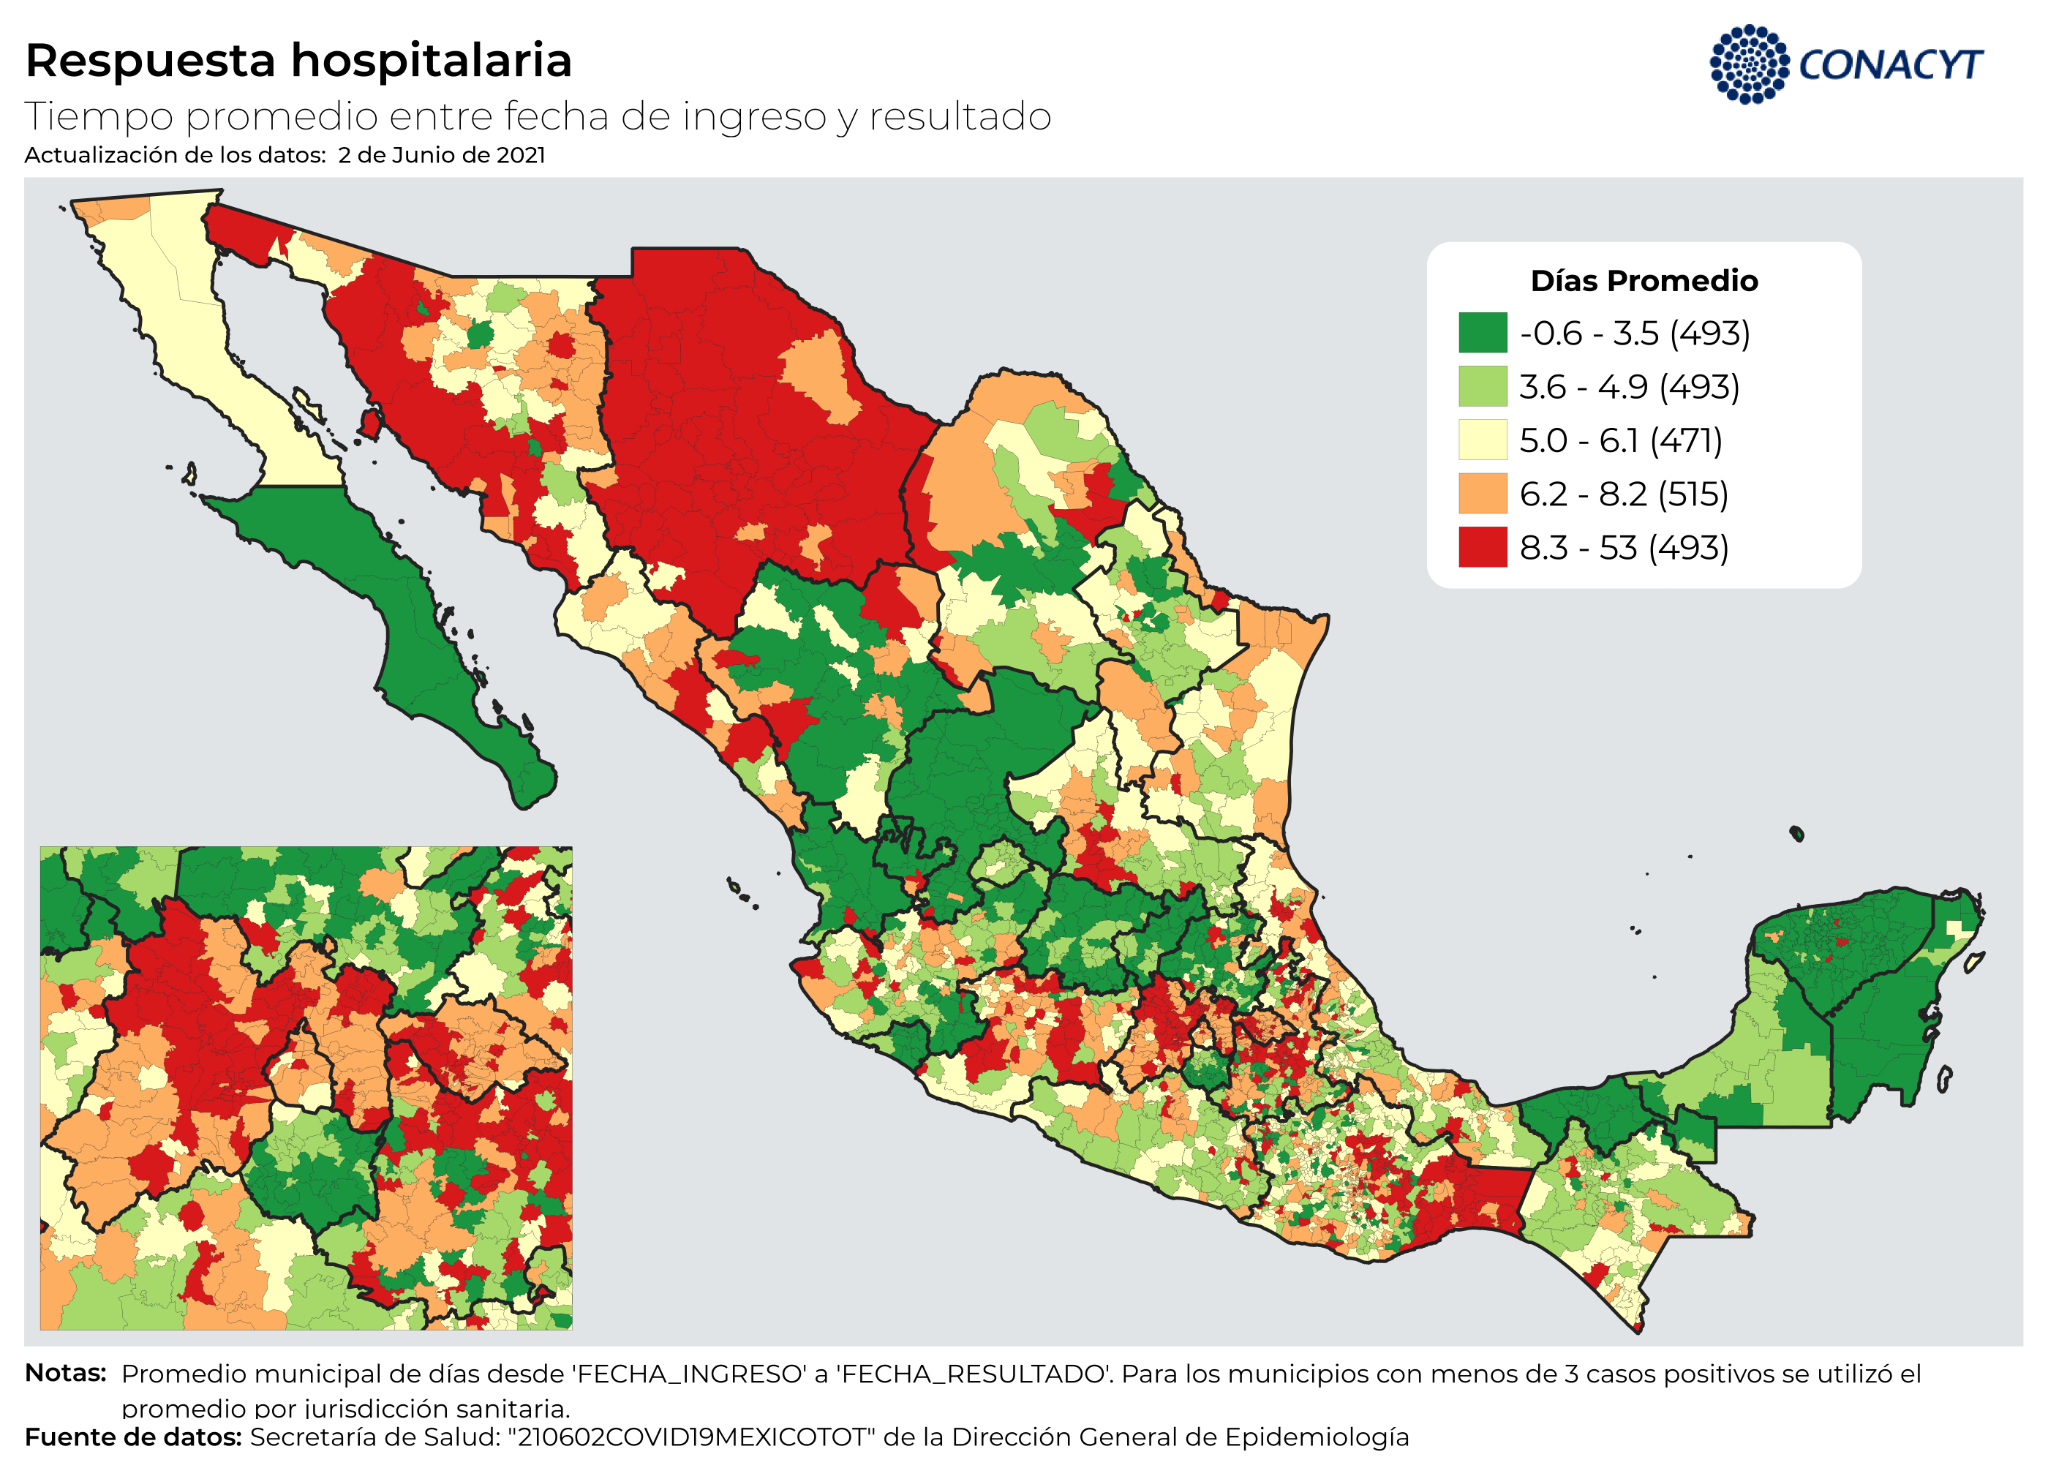 Respuesta hospitalaria
CONACYT
Tiempo promedio entre fecha de ingreso y resultado
Actualización de los datos: 2 de Junio de 2021
Días Promedio
-0.6 - 3.5 (493)
3.6 - 4.9 (493)
5.0 - 6.1 (471)
6.2 - 8.2 (515)
8.3 - 53 (493)
Notas: Promedio municipal de días desde 'FECHA_INGRESO' a 'FECHA_RESULTADO'. Para los municipios con menos de 3 casos positivos se utilizó el
promedio por jurisdicción sanitaria.
Fuente de datos: Secretaría de Salud: "210602COVID19MEXICOTOT" de la Dirección General de Epidemiología